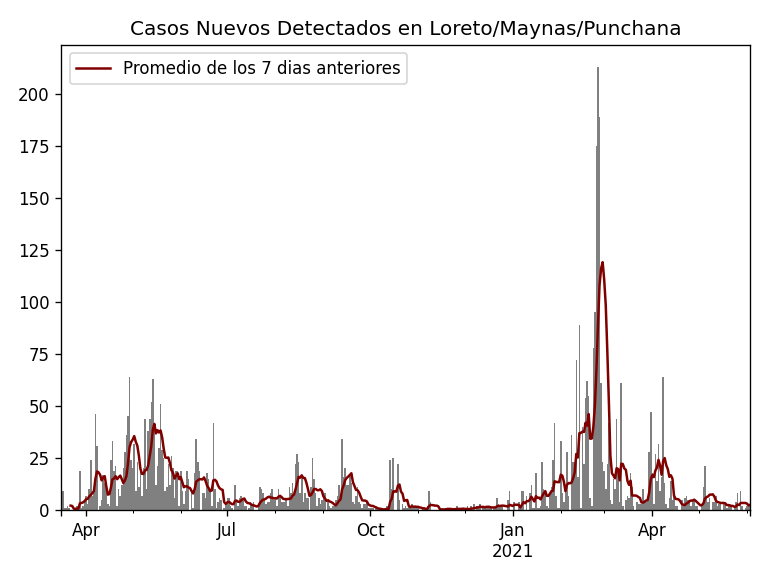 Casos Nuevos Detectados en Loreto/Maynas/Punchana
Promedio de los 7 dias anteriores
200
175
150
125
100
75
50
25
0
Apr
Jul
Oct
Jan
2021
Apr